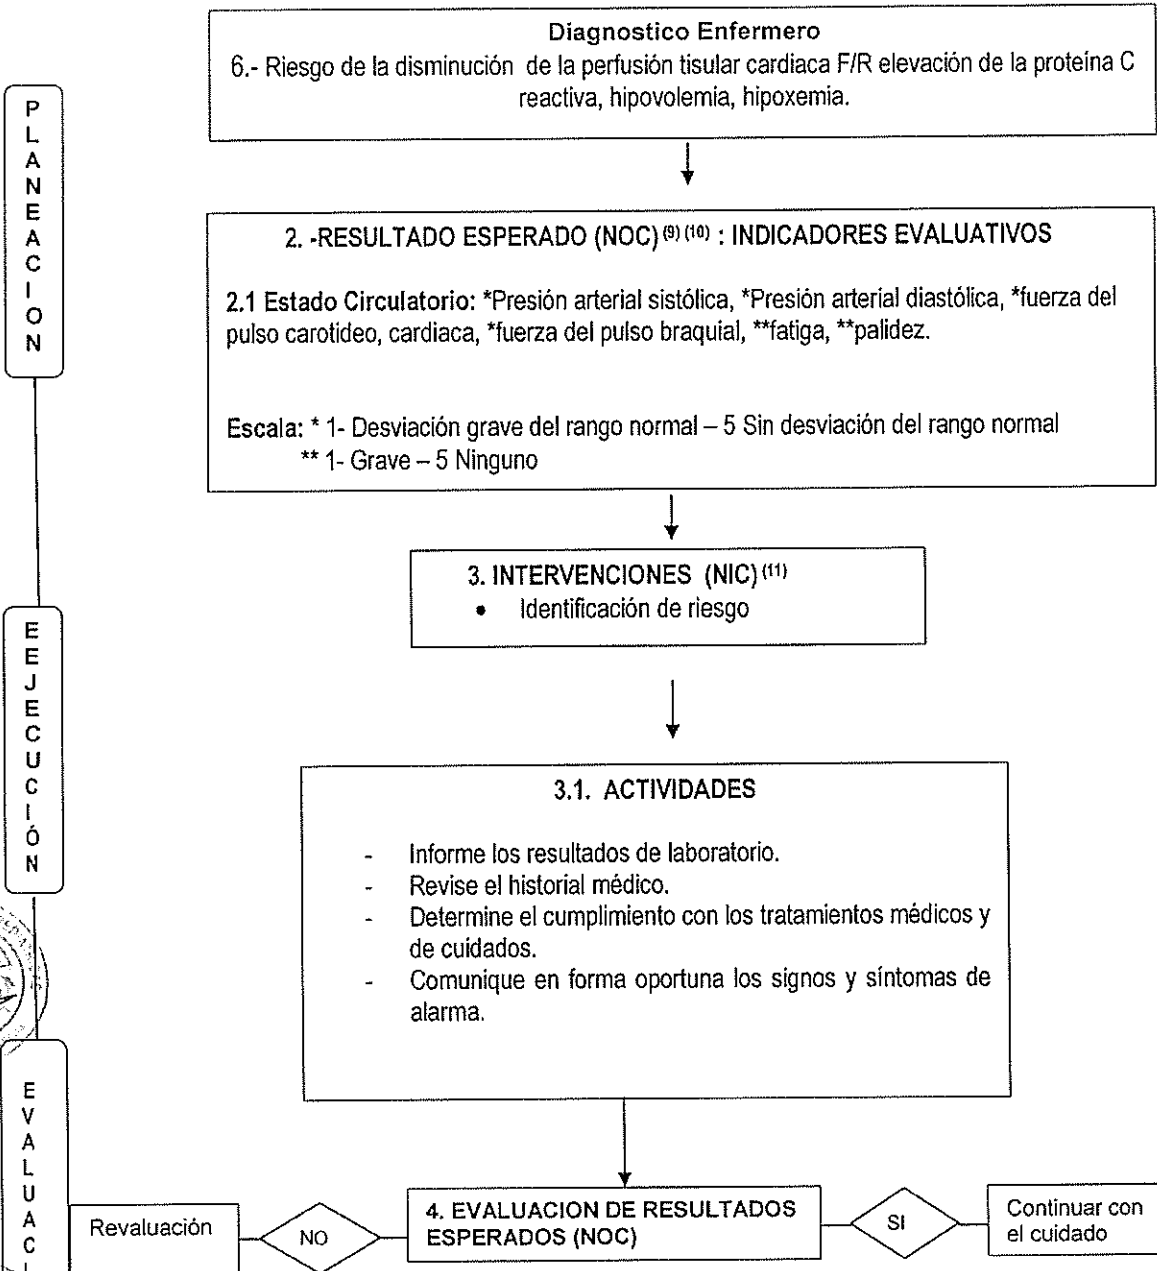 Diagnostico Enfermero
6.- Riesgo de la disminución de la perfusión tisular cardiaca F/R elevación de la proteína C
reactiva, hipovolemia, hipoxemia.
PLANEACION
2. -RESULTADO ESPERADO (NOC) (9) (10) : INDICADORES EVALUATIVOS
2.1 Estado Circulatorio: *Presión arterial sistólica, *Presión arterial diastólica, *fuerza del
pulso carotideo, cardiaca, *fuerza del pulso braquial, **fatiga, **palidez.
Escala: * 1- Desviación grave del rango normal – 5 Sin desviación del rango normal
** 1- Grave – 5 Ninguno
3. INTERVENCIONES (NIC) (11)
• Identificación de riesgo
EEJECUCIÓN
3.1. ACTIVIDADES
- Informe los resultados de laboratorio.
- Revise el historial médico.
- Determine el cumplimiento con los tratamientos médicos y
de cuidados.
- Comunique en forma oportuna los signos y síntomas de
alarma.
EVALUACI
Revaluación
NO
4. EVALUACION DE RESULTADOS
ESPERADOS (NOC)
SI
Continuar con
el cuidado